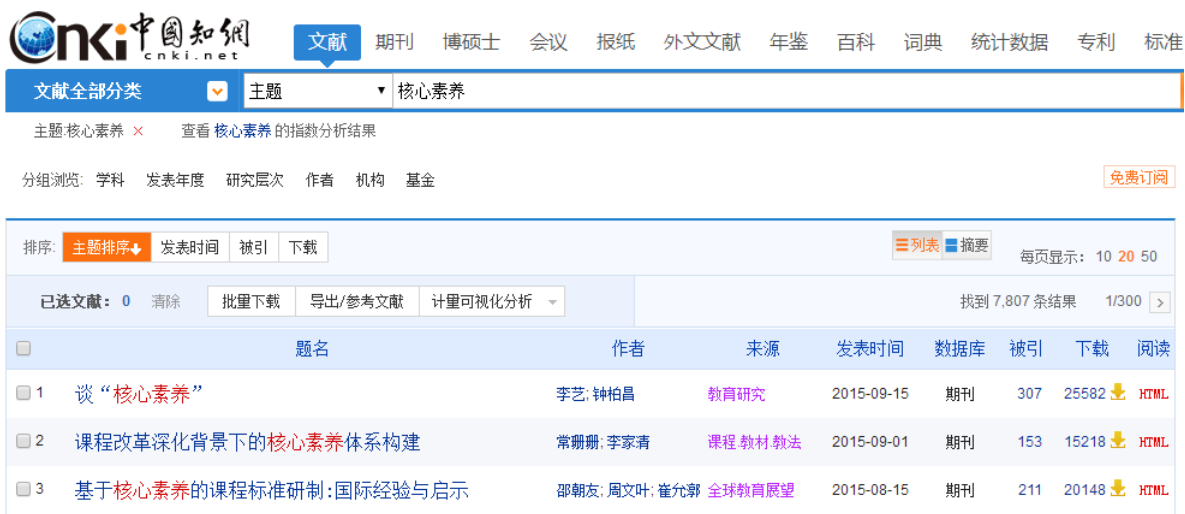 cnki 中國知網 文献 期刊 博硕士 会议 报纸 外文文献 年鉴 百科 词典 统计数据 专利 标准
cnki.net
文献全部分类 主题 核心素养
主题:核心素养 × 查看 核心素养 的指数分析结果
分组浏览: 学科 发表年度 研究层次 作者 机构 基金 免费订阅
排序: 主题排序 发表时间 被引 下载 列表 摘要 每页显示: 10 20 50
已选文献: 0 清除 批量下载 导出/参考文献 计量可视化分析 找到 7,807 条结果 1/300 >
题名 作者 来源 发表时间 数据库 被引 下载 阅读
1 谈“核心素养” 李艺; 钟柏昌 教育研究 2015-09-15 期刊 307 25582 HTML
2 课程改革深化背景下的核心素养体系构建 常珊珊; 李家清 课程.教材.教法 2015-09-01 期刊 153 15218 HTML
3 基于核心素养的课程标准研制:国际经验与启示 邵朝友; 周文叶; 崔允漷 全球教育展望 2015-08-15 期刊 211 20148 HTML